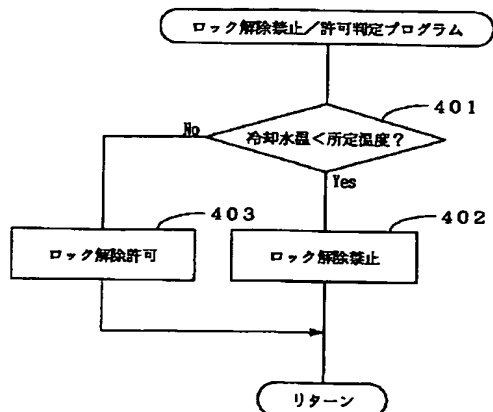 ロック解除禁止／許可判定プログラム
401
冷却水温＜所定温度？
No
Yes
403
402
ロック解除許可
ロック解除禁止
リターン